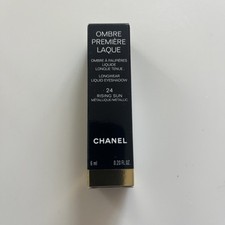 OMBRE
PREMIÈRE
LAQUE
OMBRE À PAUPIÈRES
LIQUIDE
LONGUE TENUE
LONGWEAR
LIQUID EYESHADOW
24
RISING SUN
MÉTALLIQUE/METALLIC
CHANEL
6 ml 0.20 FL. OZ.